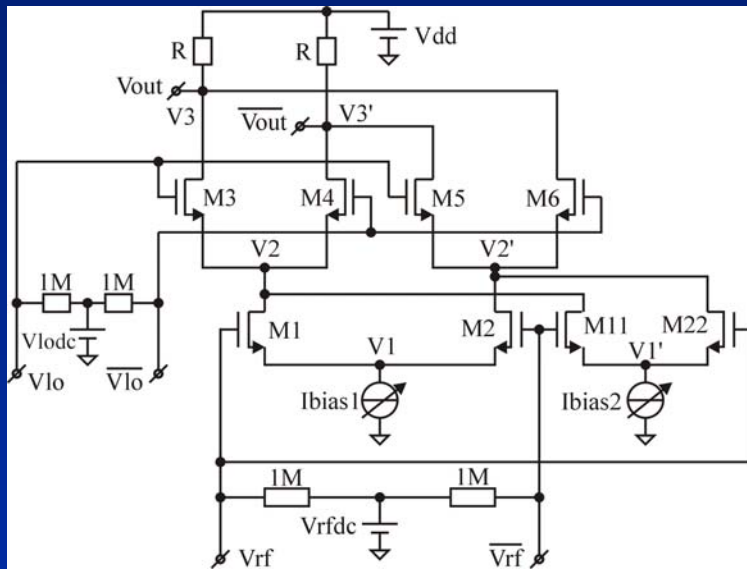 Vdd
R
R
Vout
V3
Vout
V3'
M3
M4
M5
M6
V2
V2'
1M
1M
Vlodc
M1
M2
M11
M22
V1
V1'
Vlo
Vlo
Ibias1
Ibias2
1M
1M
Vrfdc
Vrf
Vrf